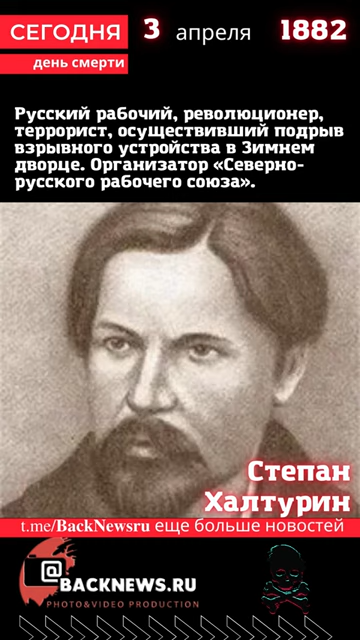 СЕГОДНЯ 3 апреля 1882
день смерти
Русский рабочий, революционер,
террорист, осуществивший подрыв
взрывного устройства в Зимнем
дворце. Организатор «Северно-
русского рабочего союза».
Степан
Халтурин
t.me/BackNewsru еще больше новостей
@BACKNEWS.RU
PHOTO&VIDEO PRODUCTION